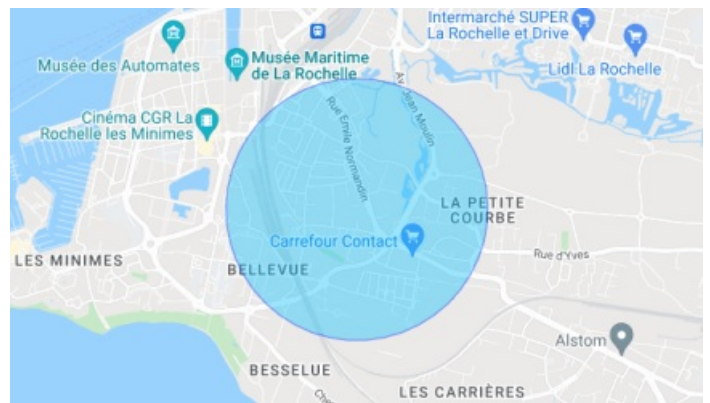 Intermarché SUPER
La Rochelle et Drive
Musée des Automates
Musée Maritime
de La Rochelle
Lidl La Rochelle
Av. Jean Moulin
Rue Emile Normandin
Cinéma CGR La
Rochelle les Minimes
LA PETITE
COURBE
Carrefour Contact
Rue d'Yves
LES MINIMES
BELLEVUE
Alstom
BESSELUE
LES CARRIÈRES